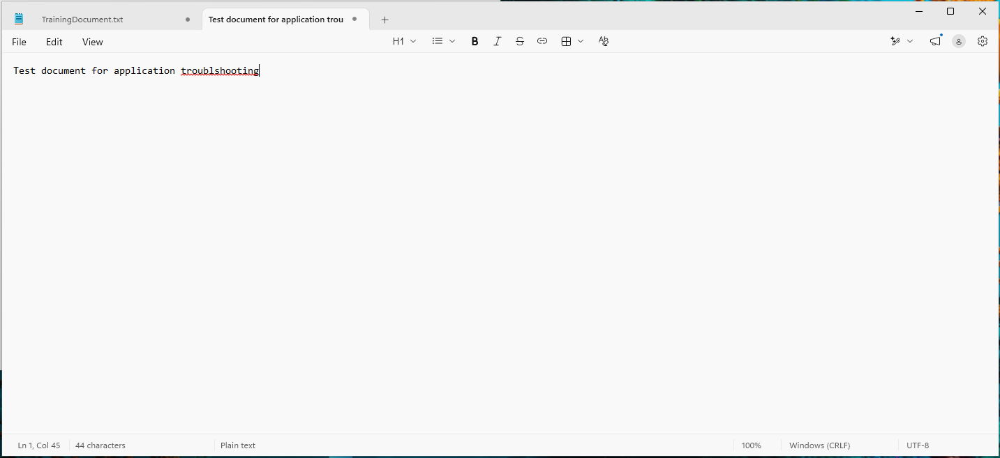 TrainingDocument.txt
Test document for application trou
File Edit View H1 B I S
Test document for application troublshooting
Ln 1, Col 45 44 characters Plain text 100% Windows (CRLF) UTF-8